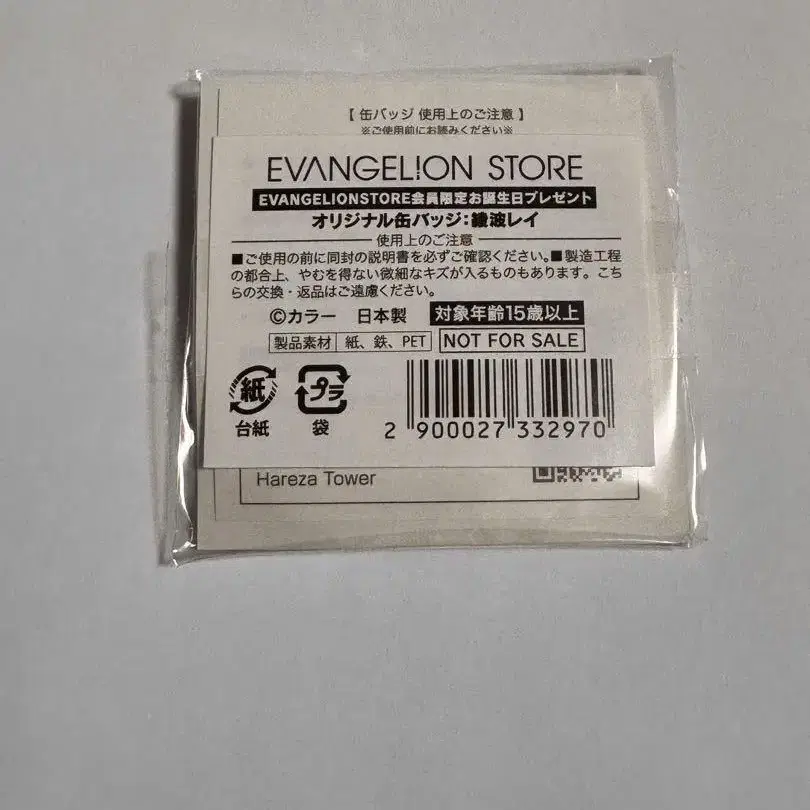 【 缶バッジ 使用上のご注意 】
※ご使用前にお読みください※
EVANGELION STORE
EVANGELIONSTORE会員限定お誕生日プレゼント
オリジナル缶バッジ：綾波レイ
使用上のご注意
■ご使用の前に同封の説明書を必ずご確認ください。■製造工程
の都合上、やむを得ない微細なキズが入るものもあります。こち
らの交換・返品はご遠慮ください。
©カラー 日本製 対象年齢15歳以上
製品素材 紙、鉄、PET NOT FOR SALE
紙 プラ
台紙 袋
2 900027 332970
Hareza Tower